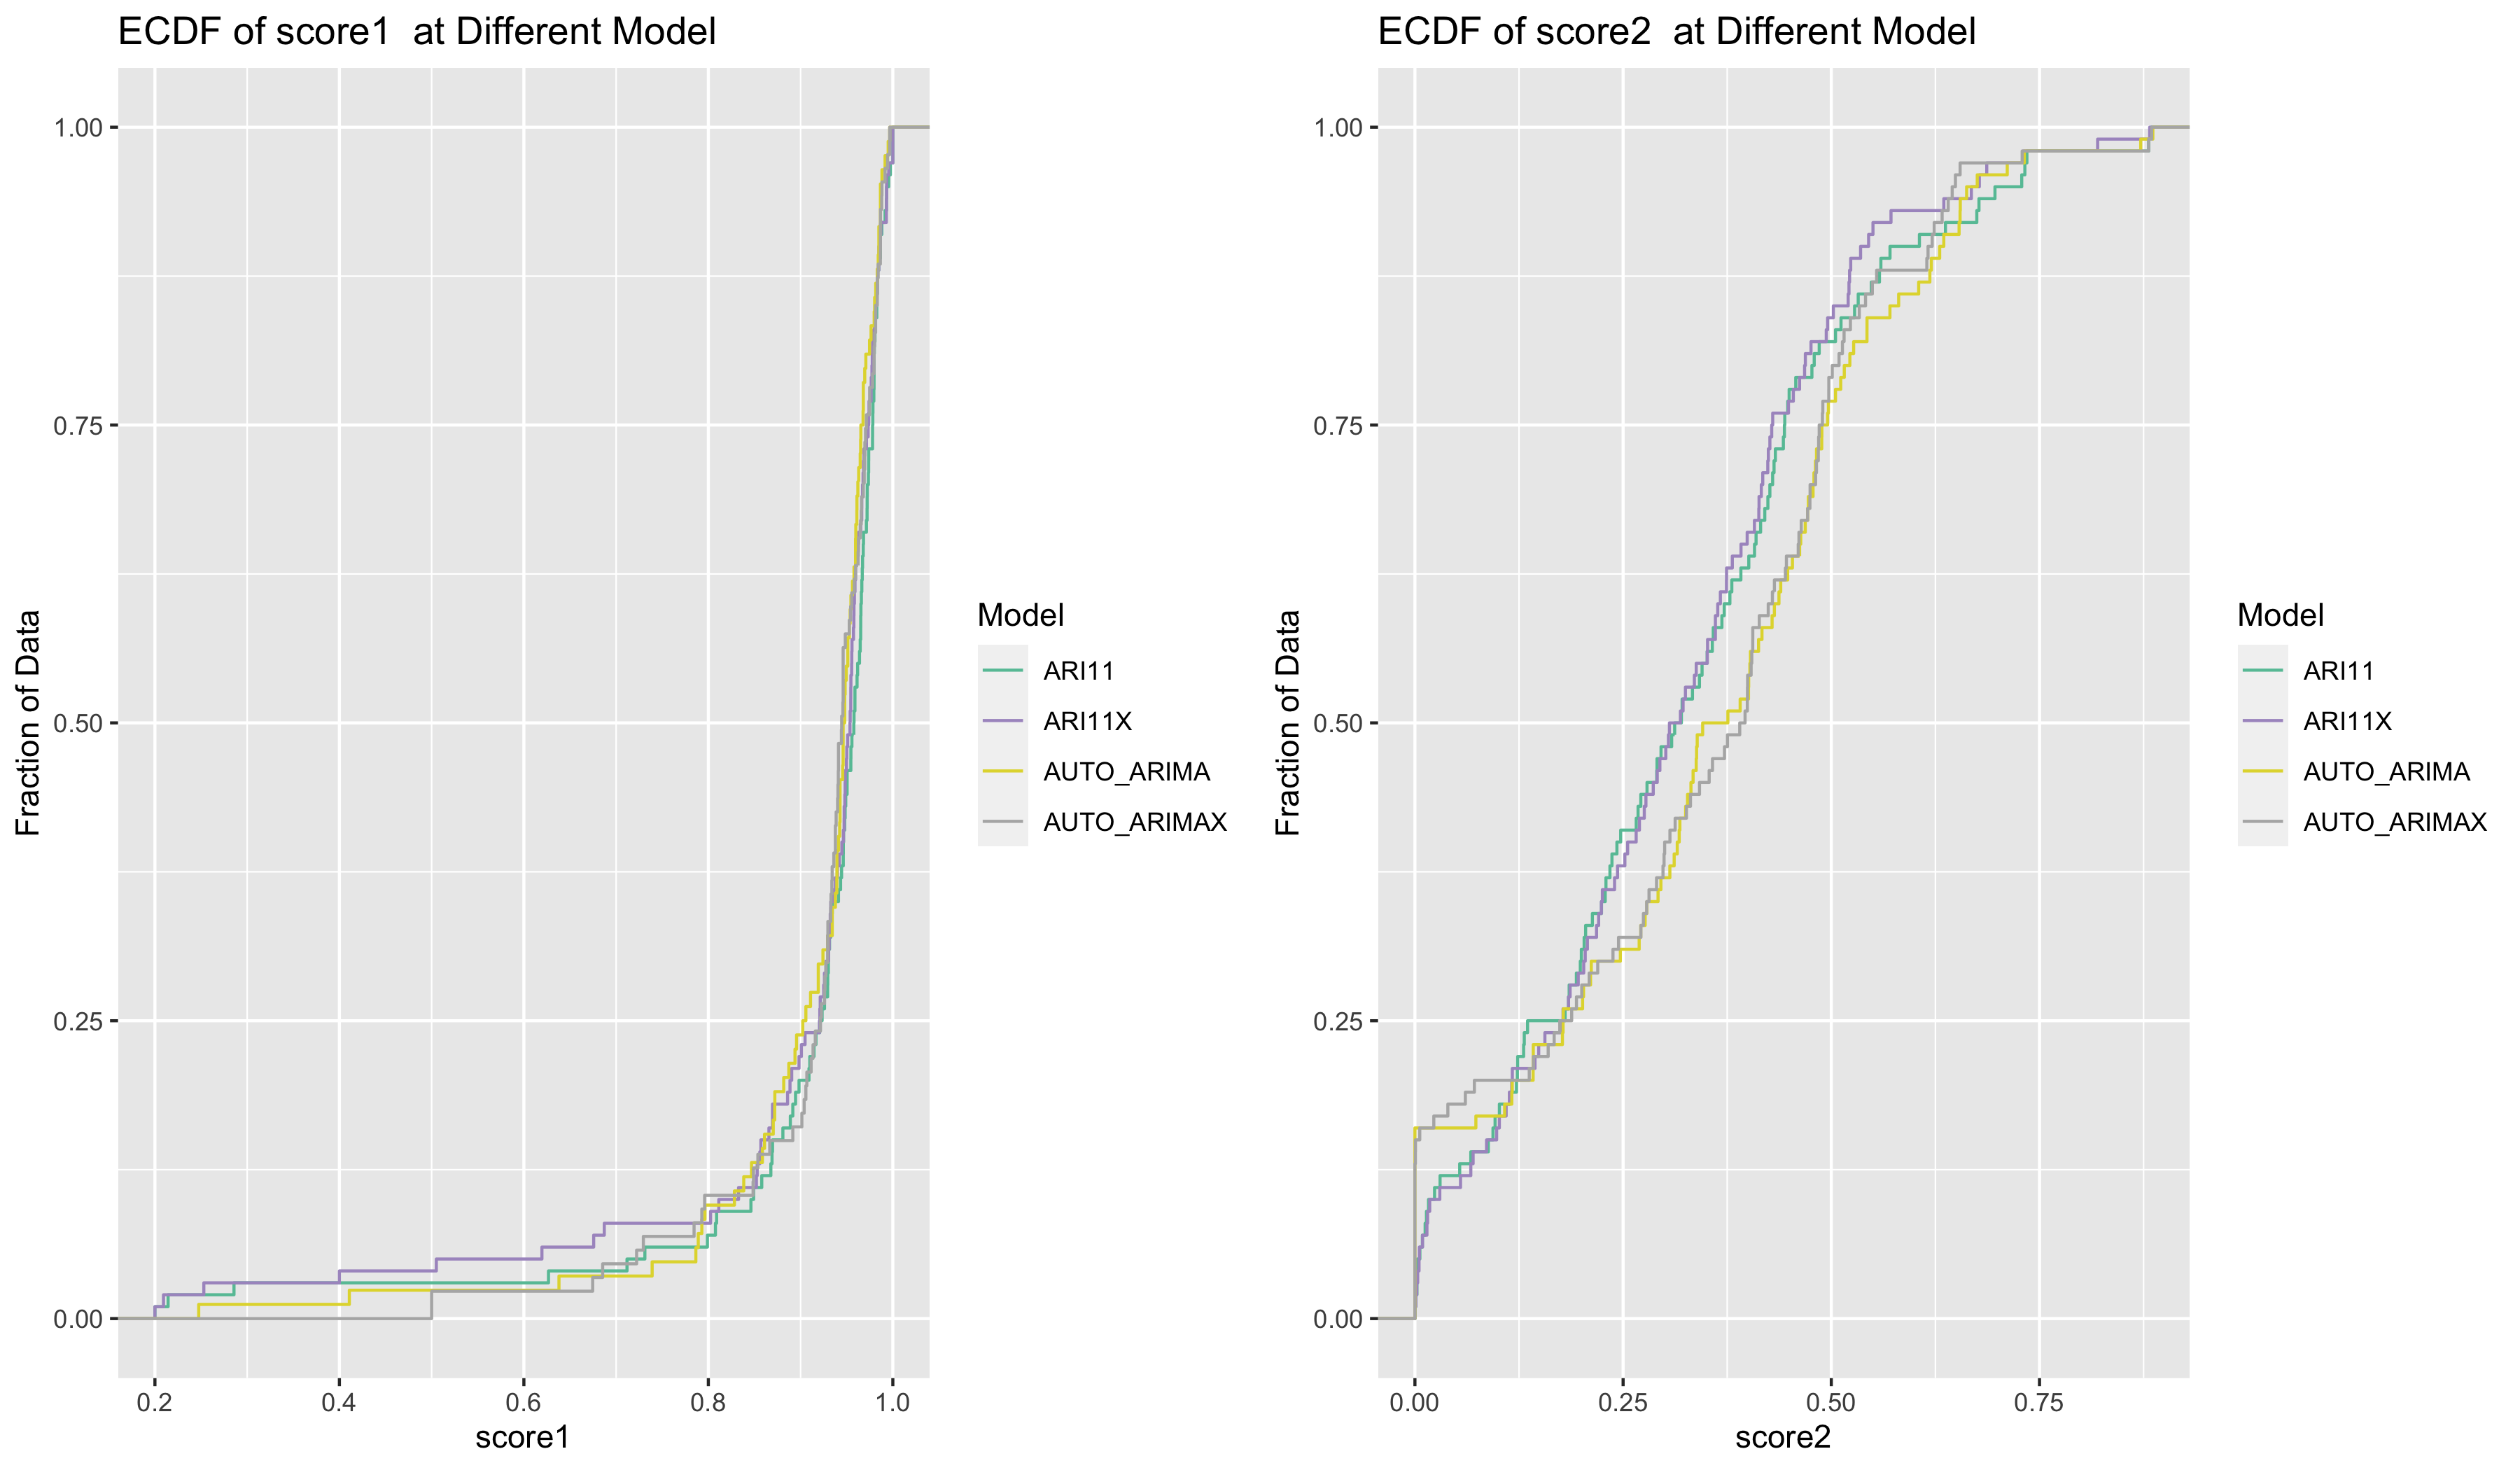 ECDF of score1  at Different Model
1.00
0.75
0.50
0.25
0.00
Fraction of Data
0.2
0.4
0.6
0.8
1.0
score1
Model
ARI11
ARI11X
AUTO_ARIMA
AUTO_ARIMAX
ECDF of score2  at Different Model
1.00
0.75
0.50
0.25
0.00
Fraction of Data
0.00
0.25
0.50
0.75
score2
Model
ARI11
ARI11X
AUTO_ARIMA
AUTO_ARIMAX